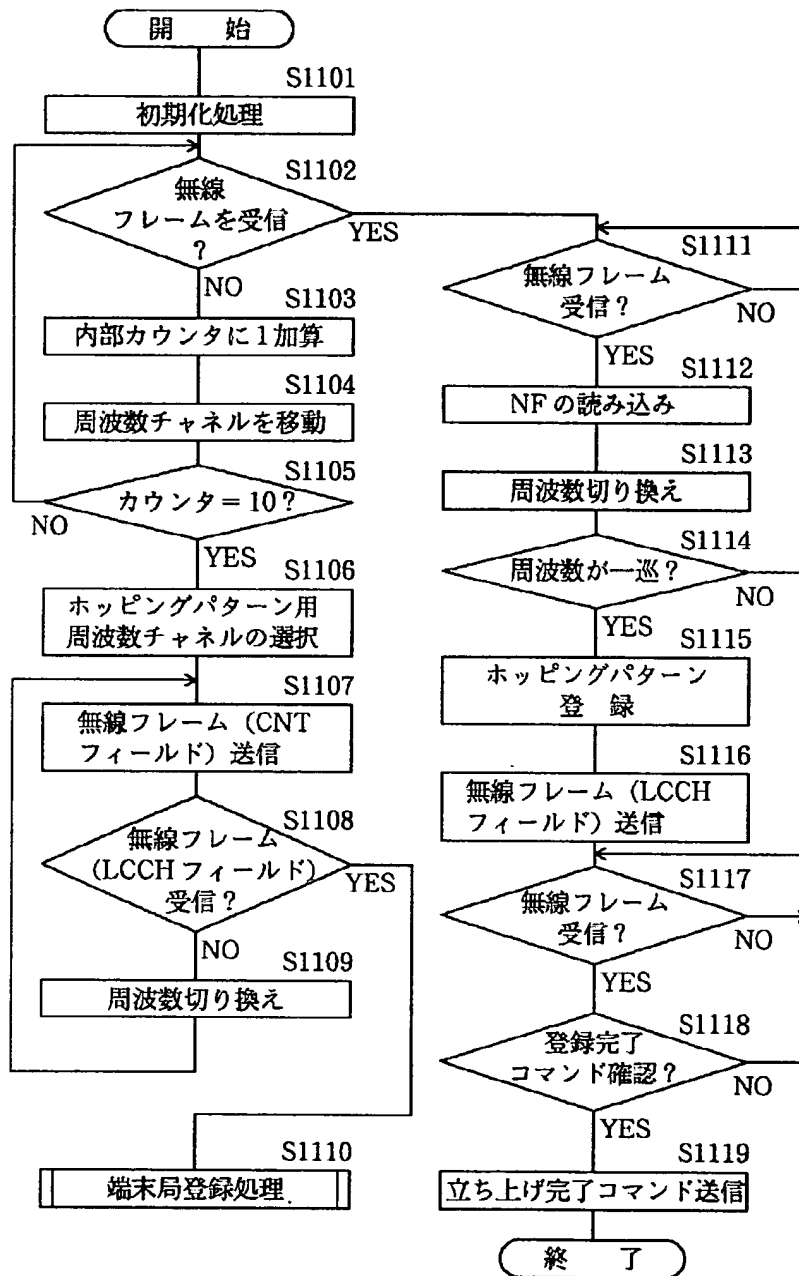 開 始
S1101
初期化処理
S1102
無線
フレームを受信
?
YES
NO
S1103
内部カウンタに1加算
S1104
周波数チャネルを移動
S1105
カウンタ=10?
NO
YES
S1106
ホッピングパターン用
周波数チャネルの選択
S1107
無線フレーム(CNT
フィールド)送信
S1108
無線フレーム
(LCCHフィールド)
受信?
YES
NO
S1109
周波数切り換え
S1110
端末局登録処理
S1111
無線フレーム
受信?
NO
YES
S1112
NFの読み込み
S1113
周波数切り換え
S1114
周波数が一巡?
NO
YES
S1115
ホッピングパターン
登 録
S1116
無線フレーム(LCCH
フィールド)送信
S1117
無線フレーム
受信?
NO
YES
S1118
登録完了
コマンド確認?
NO
YES
S1119
立ち上げ完了コマンド送信
終 了